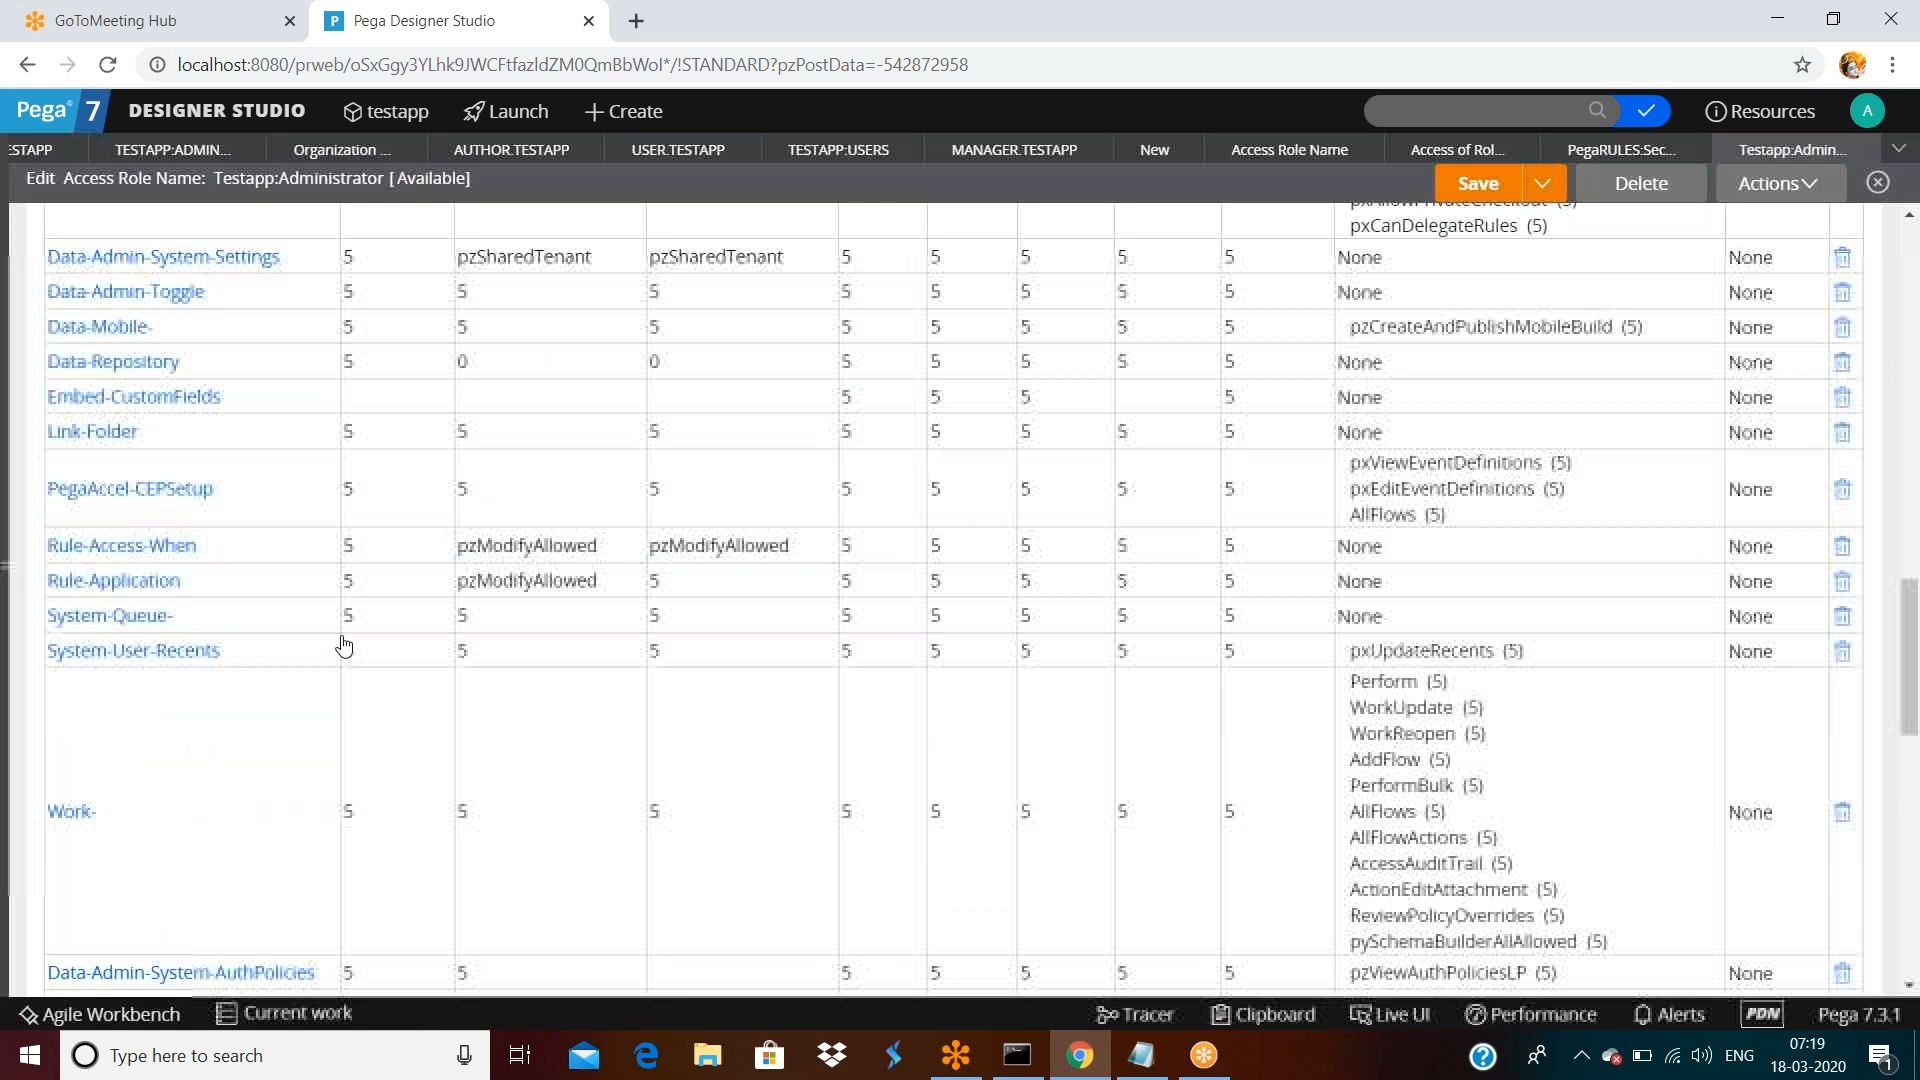 GoToMeeting Hub
P Pega Designer Studio
localhost:8080/prweb/oSxGgy3YLhk9JWCFtfazldZM0QmBbWoI*/!STANDARD?pzPostData=-542872958
Pega 7 DESIGNER STUDIO testapp Launch Create Resources A
ESTAPP TESTAPP:ADMIN... Organization ... AUTHOR.TESTAPP USER.TESTAPP TESTAPP:USERS MANAGER.TESTAPP New Access Role Name Access of Rol... PegaRULES:Sec... Testapp:Admin...
Edit Access Role Name: Testapp:Administrator [Available] Save Delete Actions
pxCanDelegateRules (5)
Data-Admin-System-Settings 5 pzSharedTenant pzSharedTenant 5 5 5 5 5 None None
Data-Admin-Toggle 5 5 5 5 5 5 5 5 None None
Data-Mobile- 5 5 5 5 5 5 5 5 pzCreateAndPublishMobileBuild (5) None
Data-Repository 5 0 0 5 5 5 5 5 None None
Embed-CustomFields 5 5 5 5 None None
Link-Folder 5 5 5 5 5 5 5 5 None None
pxViewEventDefinitions (5)
PegaAccel-CEPSetup 5 5 5 5 5 5 5 5 pxEditEventDefinitions (5) None
AllFlows (5)
Rule-Access-When 5 pzModifyAllowed pzModifyAllowed 5 5 5 5 5 None None
Rule-Application 5 pzModifyAllowed 5 5 5 5 5 5 None None
System-Queue- 5 5 5 5 5 5 5 5 None None
System-User-Recents 5 5 5 5 5 5 5 pxUpdateRecents (5) None
Perform (5)
WorkUpdate (5)
WorkReopen (5)
AddFlow (5)
PerformBulk (5)
Work- 5 5 5 5 5 5 5 5 AllFlows (5) None
AllFlowActions (5)
AccessAuditTrail (5)
ActionEditAttachment (5)
ReviewPolicyOverrides (5)
pySchemaBuilderAllAllowed (5)
Data-Admin-System-AuthPolicies 5 5 5 5 5 5 5 pzViewAuthPoliciesLP (5) None
Agile Workbench Current work Tracer Clipboard Live UI Performance Alerts PDN Pega 7.3.1
Type here to search ENG 07:19
18-03-2020 1